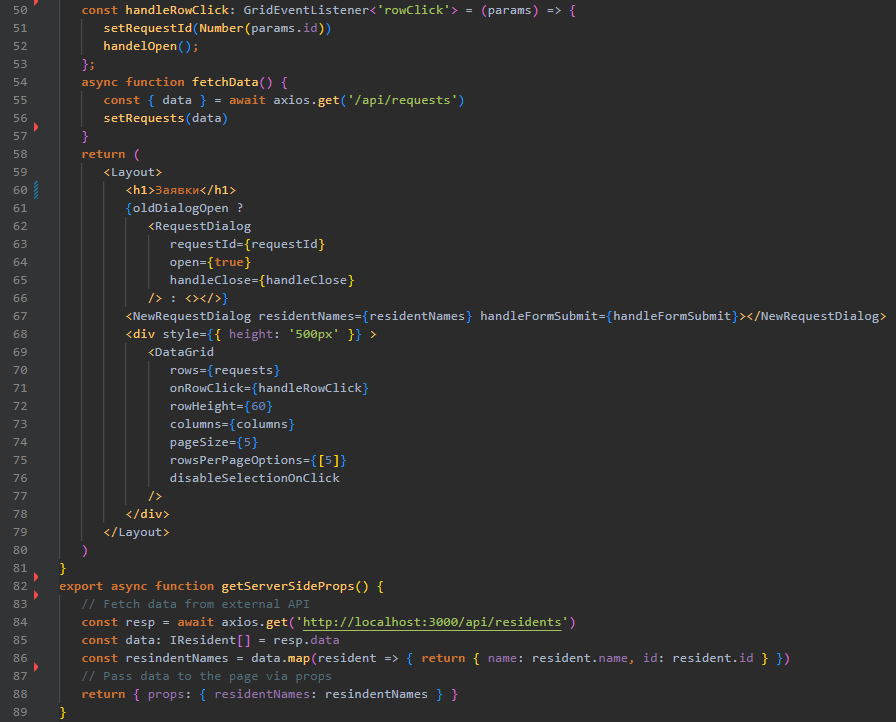 50 const handleRowClick: GridEventListener<'rowClick'> = (params) => {
51 setRequestId(Number(params.id))
52 handelOpen();
53 };
54 async function fetchData() {
55 const { data } = await axios.get('/api/requests')
56 setRequests(data)
57 }
58 return (
59 <Layout>
60 <h1>Заявки</h1>
61 {oldDialogOpen ?
62 <RequestDialog
63 requestId={requestId}
64 open={true}
65 handleClose={handleClose}
66 /> : <></>}
67 <NewRequestDialog residentNames={residentNames} handleFormSubmit={handleFormSubmit}></NewRequestDialog>
68 <div style={{ height: '500px' }} >
69 <DataGrid
70 rows={requests}
71 onRowClick={handleRowClick}
72 rowHeight={60}
73 columns={columns}
74 pageSize={5}
75 rowsPerPageOptions={[5]}
76 disableSelectionOnClick
77 />
78 </div>
79 </Layout>
80 )
81 }
82 export async function getServerSideProps() {
83 // Fetch data from external API
84 const resp = await axios.get('http://localhost:3000/api/residents')
85 const data: IResident[] = resp.data
86 const resindentNames = data.map(resident => { return { name: resident.name, id: resident.id } })
87 // Pass data to the page via props
88 return { props: { residentNames: resindentNames } }
89 }